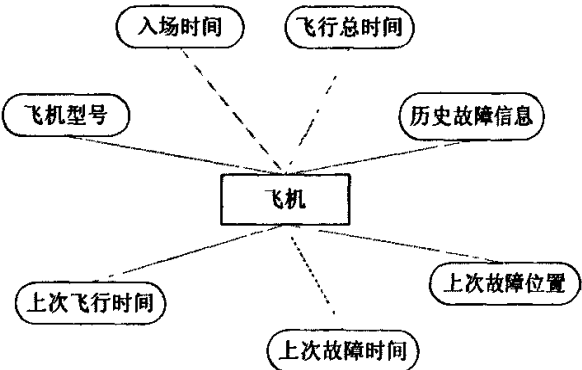 入场时间
飞行总时间
飞机型号
历史故障信息
飞机
上次故障位置
上次飞行时间
上次故障时间